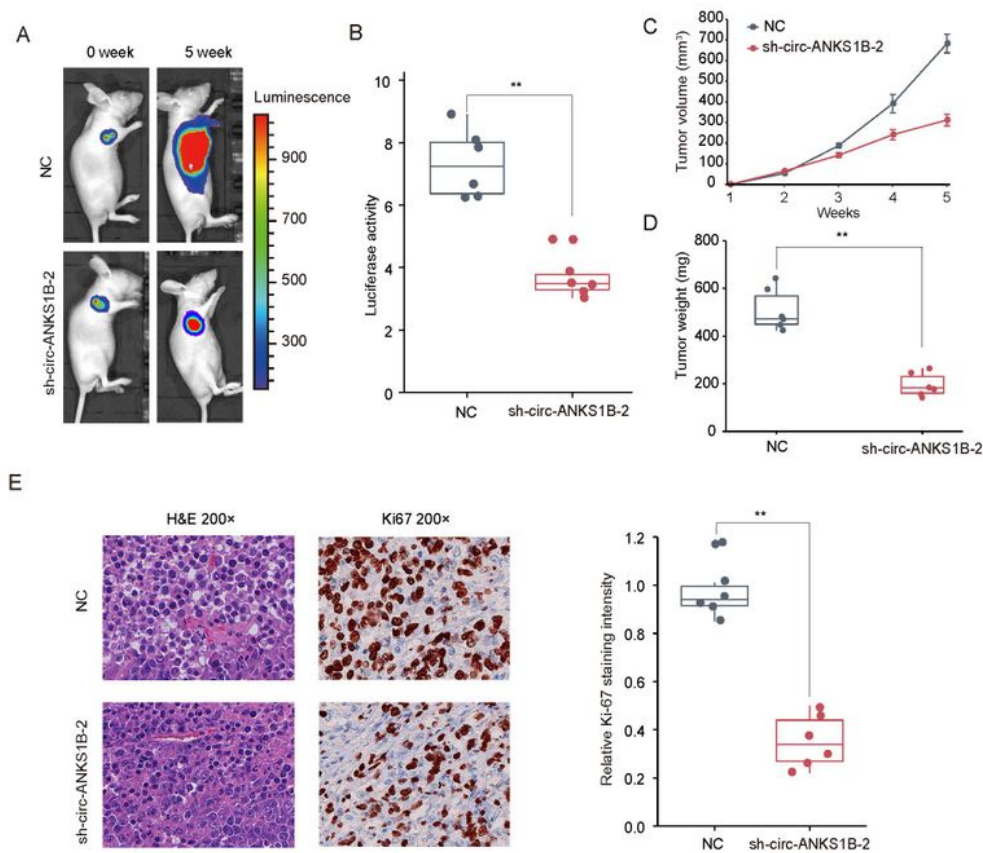 A
0 week
5 week
NC
sh-circ-ANKS1B-2
Luminescence
900
700
500
300
B
**
Luciferase activity
10
8
6
4
2
0
NC
sh-circ-ANKS1B-2
C
NC
sh-circ-ANKS1B-2
Tumor volume (mm³)
800
700
600
500
400
300
200
100
0
1
2
3
4
5
Weeks
D
**
Tumor weight (mg)
800
600
400
200
0
NC
sh-circ-ANKS1B-2
E
H&E 200×
Ki67 200×
NC
sh-circ-ANKS1B-2
**
Relative Ki-67 staining intensity
1.2
1.0
0.8
0.6
0.4
0.2
0.0
NC
sh-circ-ANKS1B-2